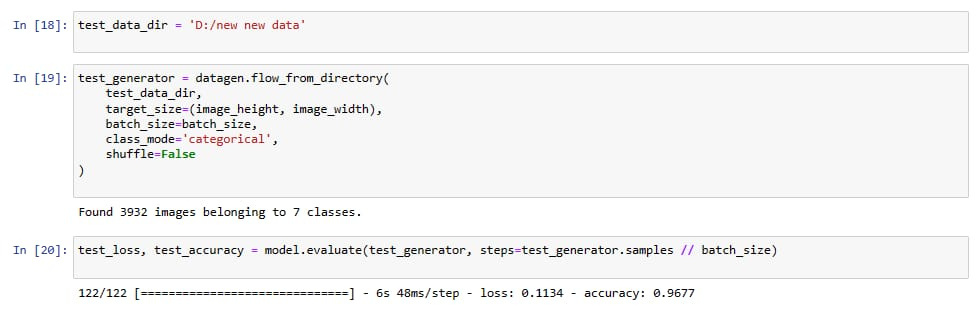 In [18]: test_data_dir = 'D:/new new data'
In [19]: test_generator = datagen.flow_from_directory(
    test_data_dir,
    target_size=(image_height, image_width),
    batch_size=batch_size,
    class_mode='categorical',
    shuffle=False
)
Found 3932 images belonging to 7 classes.
In [20]: test_loss, test_accuracy = model.evaluate(test_generator, steps=test_generator.samples // batch_size)
122/122 [==============================] - 6s 48ms/step - loss: 0.1134 - accuracy: 0.9677